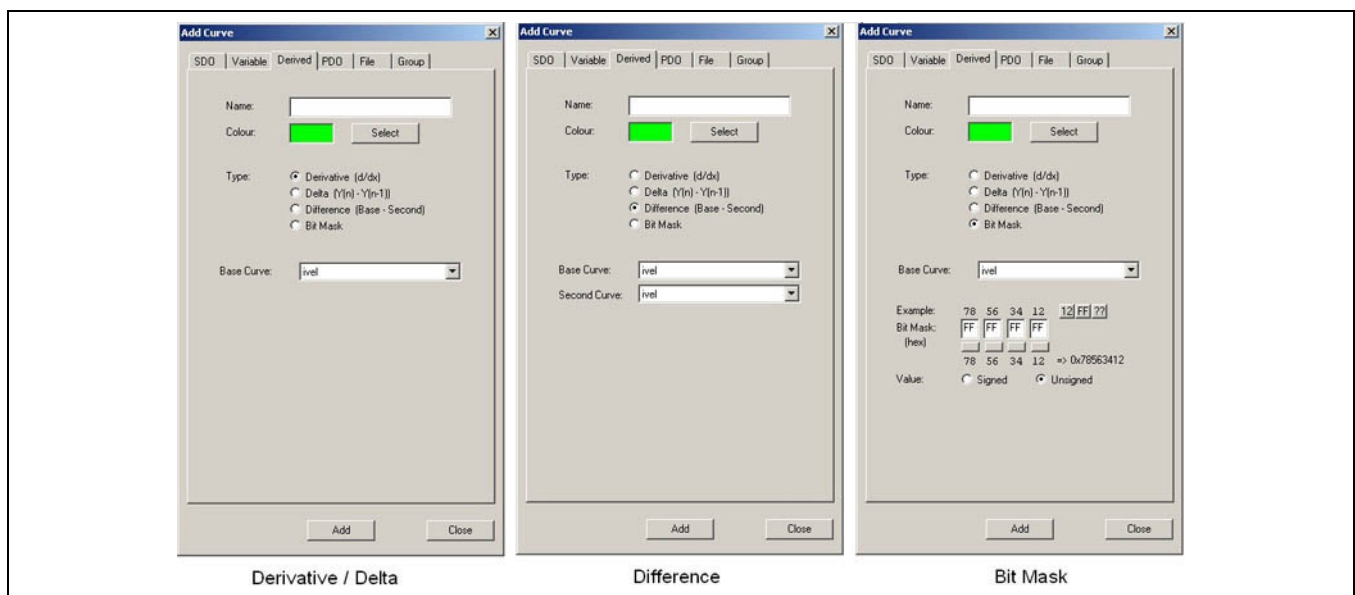 Add Curve
SDO Variable Derived PDO File Group
Name:
Colour: Select
Type: Derivative (d/dx)
Delta (Y(n) - Y(n-1))
Difference (Base - Second)
Bit Mask
Base Curve: ivel
Add Close
Derivative / Delta
Add Curve
SDO Variable Derived PDO File Group
Name:
Colour: Select
Type: Derivative (d/dx)
Delta (Y(n) - Y(n-1))
Difference (Base - Second)
Bit Mask
Base Curve: ivel
Second Curve: ivel
Add Close
Difference
Add Curve
SDO Variable Derived PDO File Group
Name:
Colour: Select
Type: Derivative (d/dx)
Delta (Y(n) - Y(n-1))
Difference (Base - Second)
Bit Mask
Base Curve: ivel
Example: 78 56 34 12 12 FF ??
Bit Mask: FF FF FF FF
(hex)
78 56 34 12 => 0x78563412
Value: Signed Unsigned
Add Close
Bit Mask